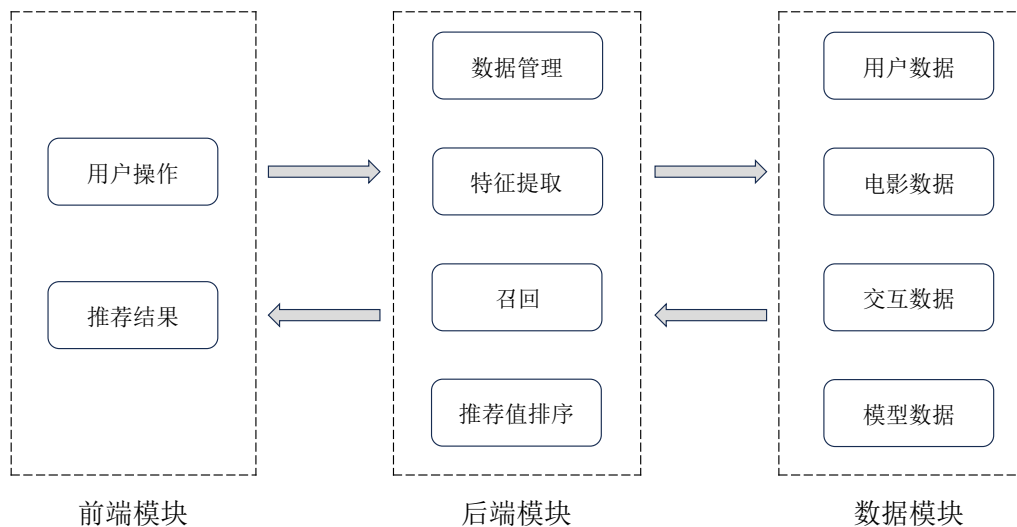 用户操作
推荐结果
前端模块
数据管理
特征提取
召回
推荐值排序
后端模块
用户数据
电影数据
交互数据
模型数据
数据模块